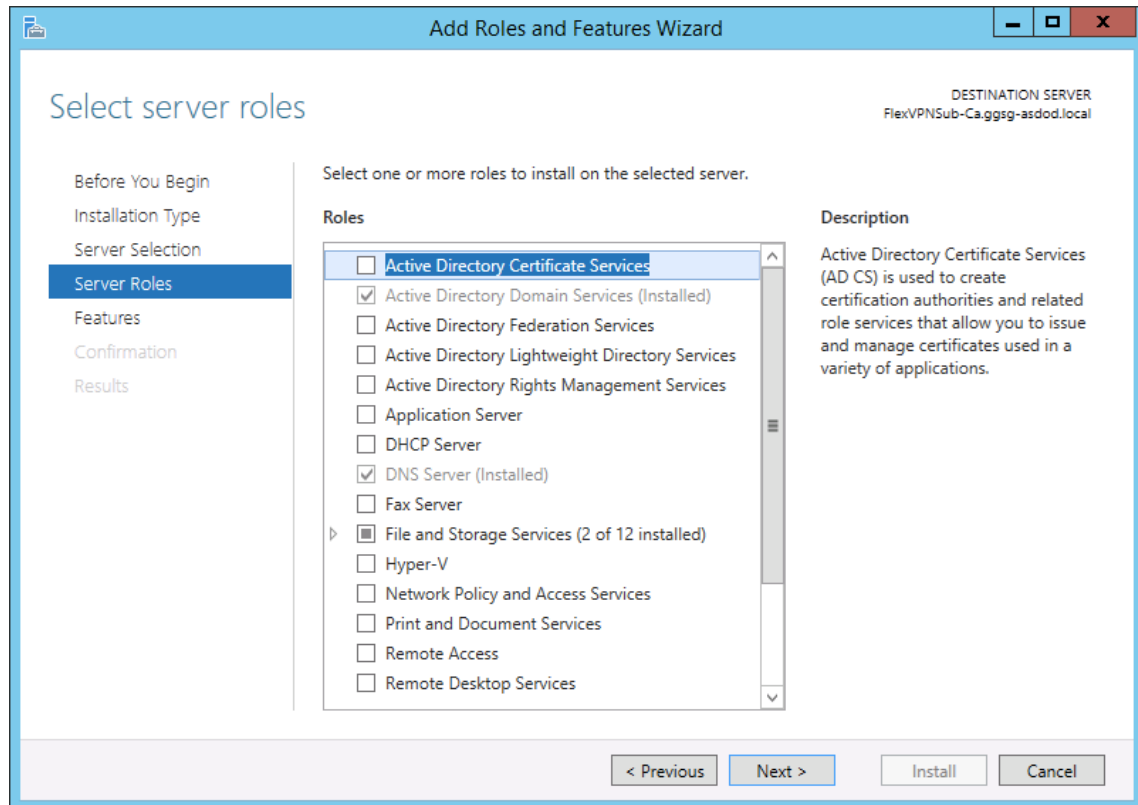 Add Roles and Features Wizard
Select server roles
DESTINATION SERVER
FlexVPNSub-Ca.ggsg-asdod.local
Before You Begin
Installation Type
Server Selection
Server Roles
Features
Confirmation
Results
Select one or more roles to install on the selected server.
Roles
Active Directory Certificate Services
Active Directory Domain Services (Installed)
Active Directory Federation Services
Active Directory Lightweight Directory Services
Active Directory Rights Management Services
Application Server
DHCP Server
DNS Server (Installed)
Fax Server
File and Storage Services (2 of 12 installed)
Hyper-V
Network Policy and Access Services
Print and Document Services
Remote Access
Remote Desktop Services
Description
Active Directory Certificate Services
(AD CS) is used to create
certification authorities and related
role services that allow you to issue
and manage certificates used in a
variety of applications.
< Previous
Next >
Install
Cancel